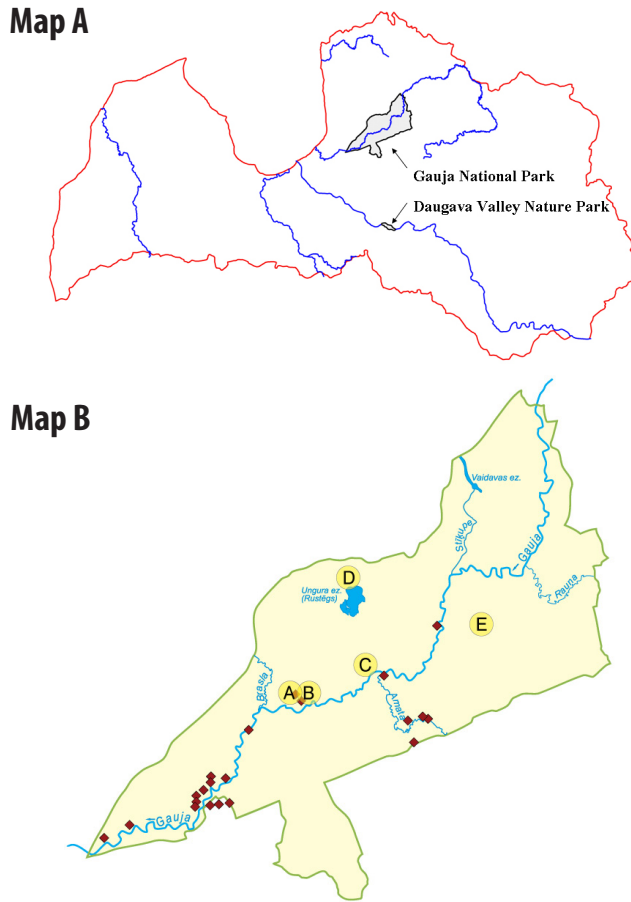 Map A
Gauja National Park
Daugava Valley Nature Park
Map B
Vaidavas ez.
Strīķupe
Gauja
Rauna
D
Ungura ez.
(Rustēgs)
E
C
Brasla
A
B
Amata
Gauja